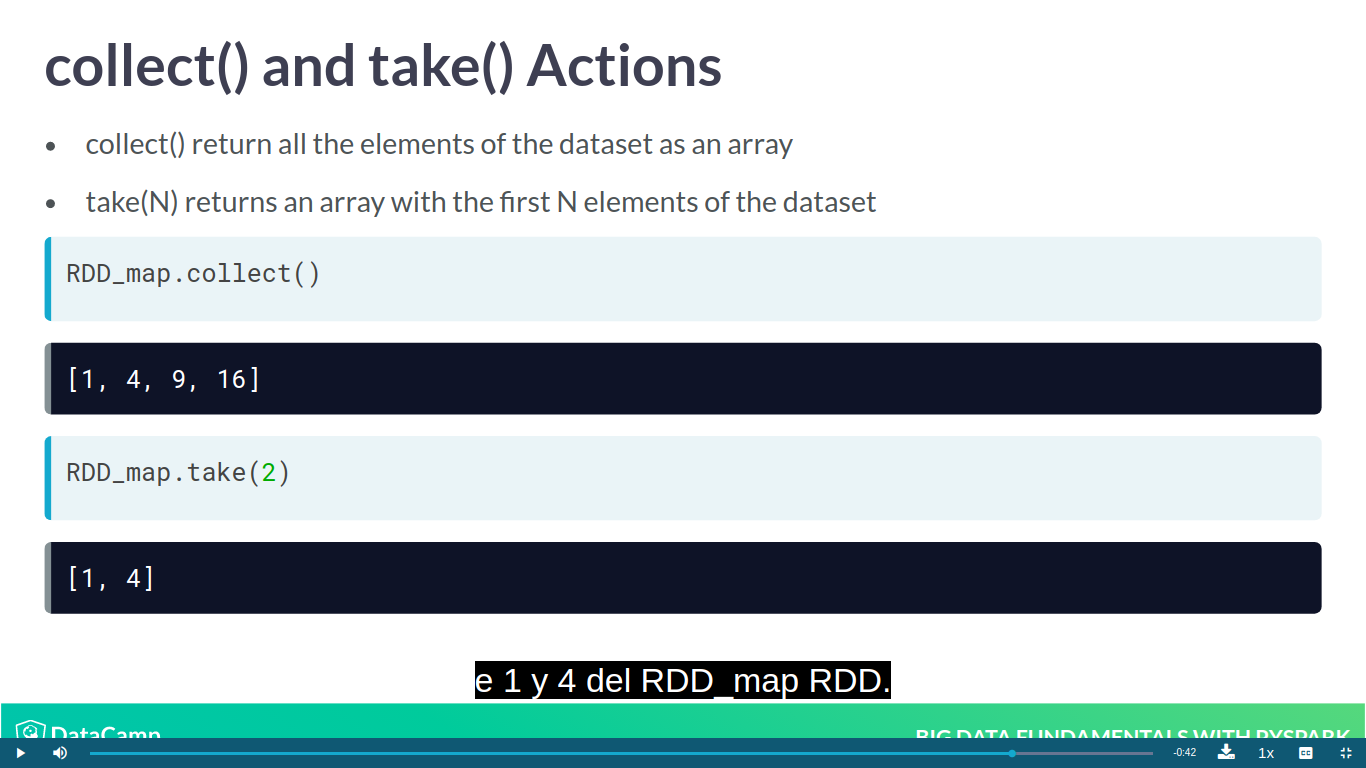 collect() and take() Actions
• collect() return all the elements of the dataset as an array
• take(N) returns an array with the first N elements of the dataset
RDD_map.collect()
[1, 4, 9, 16]
RDD_map.take(2)
[1, 4]
e 1 y 4 del RDD_map RDD.
DataCamp
BIG DATA FUNDAMENTALS WITH PYSPARK
-0:42
1x
CC